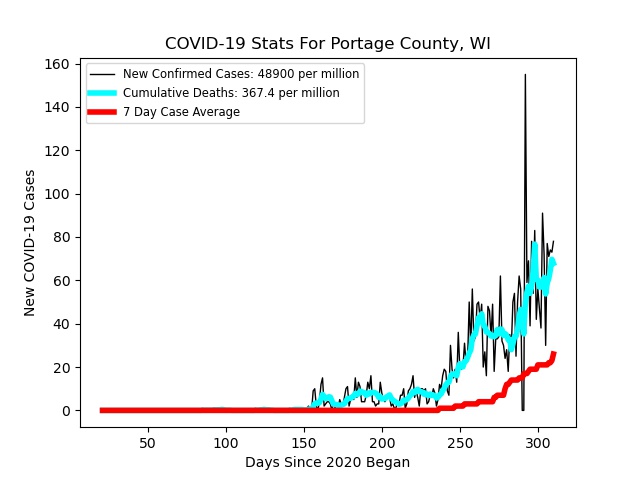 COVID-19 Stats For Portage County, WI
New Confirmed Cases: 48900 per million
Cumulative Deaths: 367.4 per million
7 Day Case Average
New COVID-19 Cases
160
140
120
100
80
60
40
20
0
50 100 150 200 250 300
Days Since 2020 Began